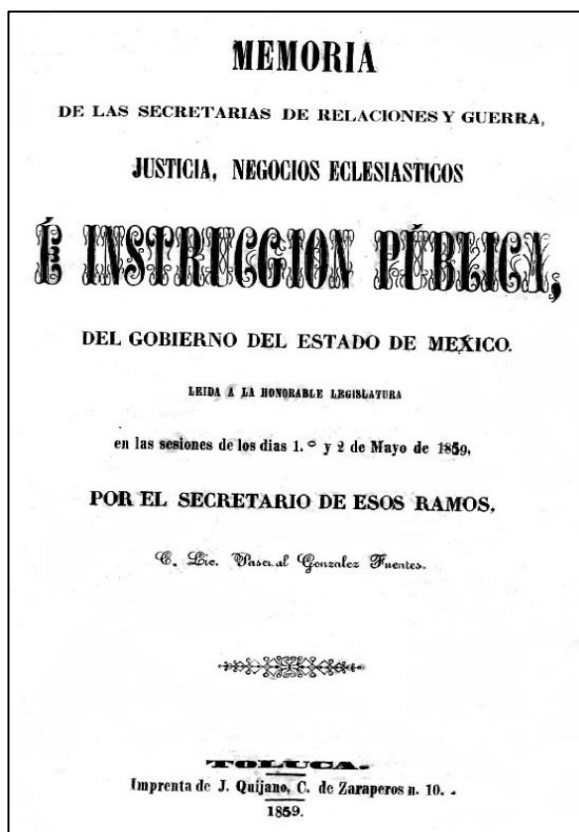 MEMORIA
DE LAS SECRETARIAS DE RELACIONES Y GUERRA,
JUSTICIA, NEGOCIOS ECLESIASTICOS
É INSTRUCCION PÚBLICA,
DEL GOBIERNO DEL ESTADO DE MEXICO.
LEIDA A LA HONORABLE LEGISLATURA
en las sesiones de los dias 1.º y 2 de Mayo de 1859,
POR EL SECRETARIO DE ESOS RAMOS,
C. Lic. Pascual Gonzalez Fuentes.
TOLUCA.
Imprenta de J. Quijano, C. de Zaraperos n. 10.
1859.